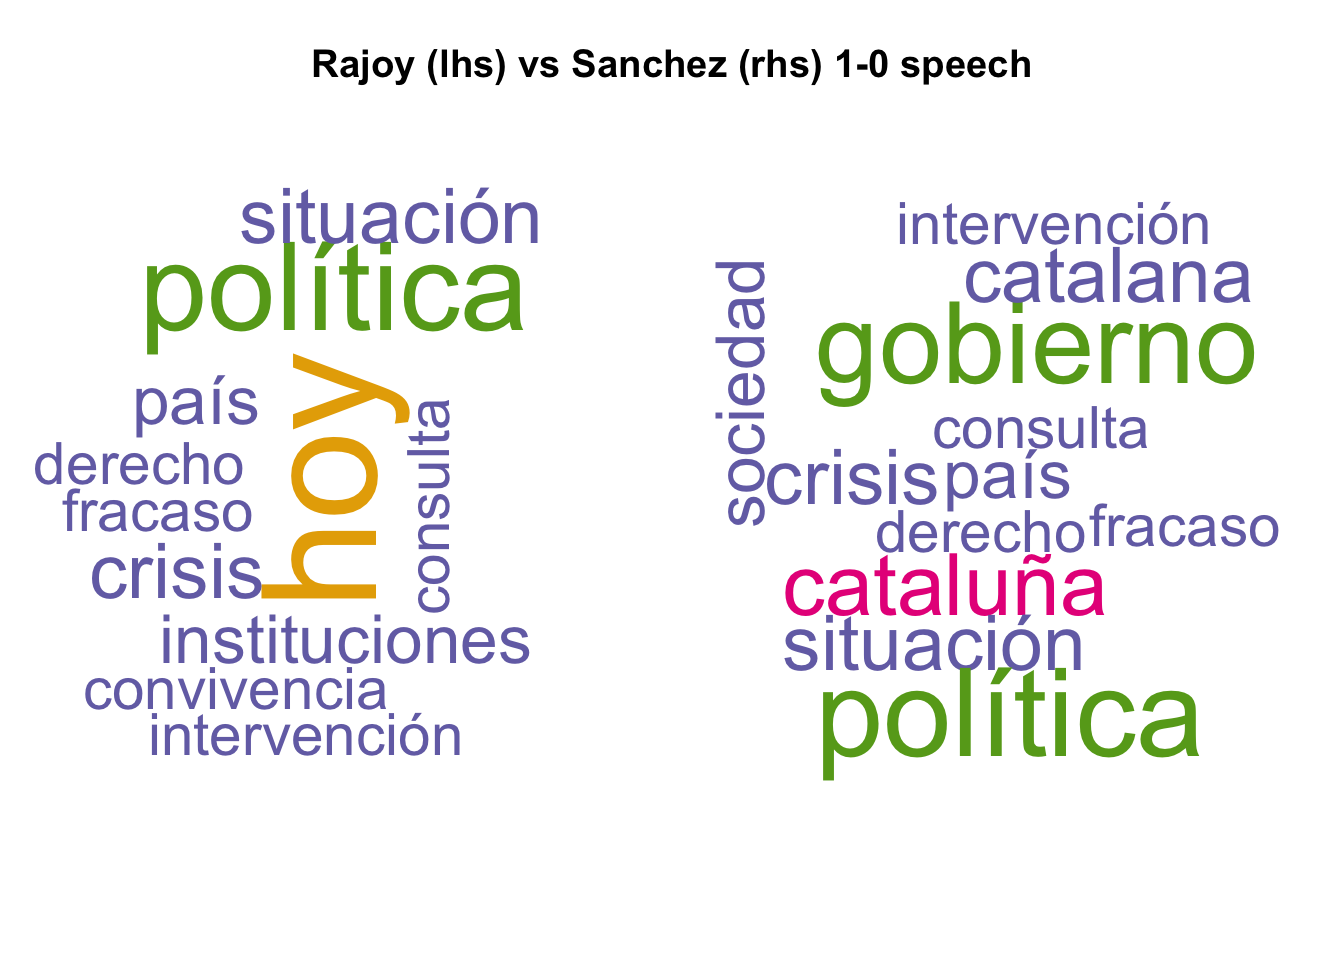 Rajoy (lhs) vs Sanchez (rhs) 1-0 speech
situación
política
hoy
país
consulta
derecho
fracaso
crisis
instituciones
convivencia
intervención
intervención
catalana
sociedad
gobierno
consulta
crisis
país
derecho
fracaso
cataluña
situación
política